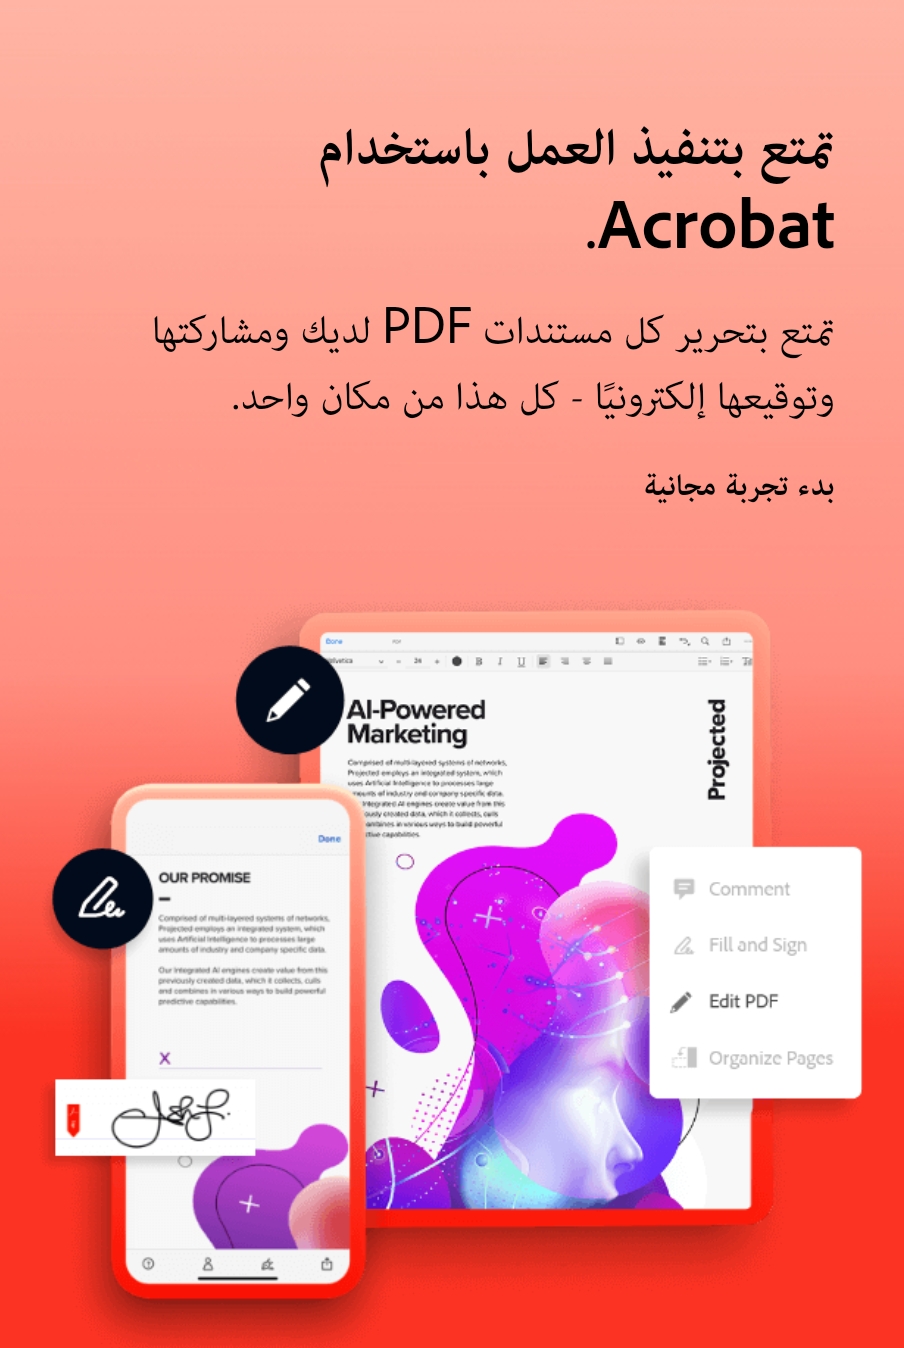 تمتع بتنفيذ العمل باستخدام
Acrobat.
تمتع بتحرير كل مستندات PDF لديك ومشاركتها
وتوقيعها إلكترونيًا - كل هذا من مكان واحد.
بدء تجربة مجانية
Done
PDF
Helvetica
24
B I U
AI-Powered
Marketing
Projected
Comprised of multi-layered systems of networks,
Projected employs an integrated system, which
uses Artificial Intelligence to processes large
amounts of industry and company specific data.
Integrated AI engines create value from this
created data, which it collects, culls
combines in various ways to build powerful
capabilities.
Done
OUR PROMISE
Comprised of multi-layered systems of networks,
Projected employs an integrated system, which
uses Artificial Intelligence to processes large
amounts of industry and company specific data.
Our Integrated AI engines create value from this
previously created data, which it collects, culls
and combines in various ways to build powerful
predictive capabilities.
X
Comment
Fill and Sign
Edit PDF
Organize Pages